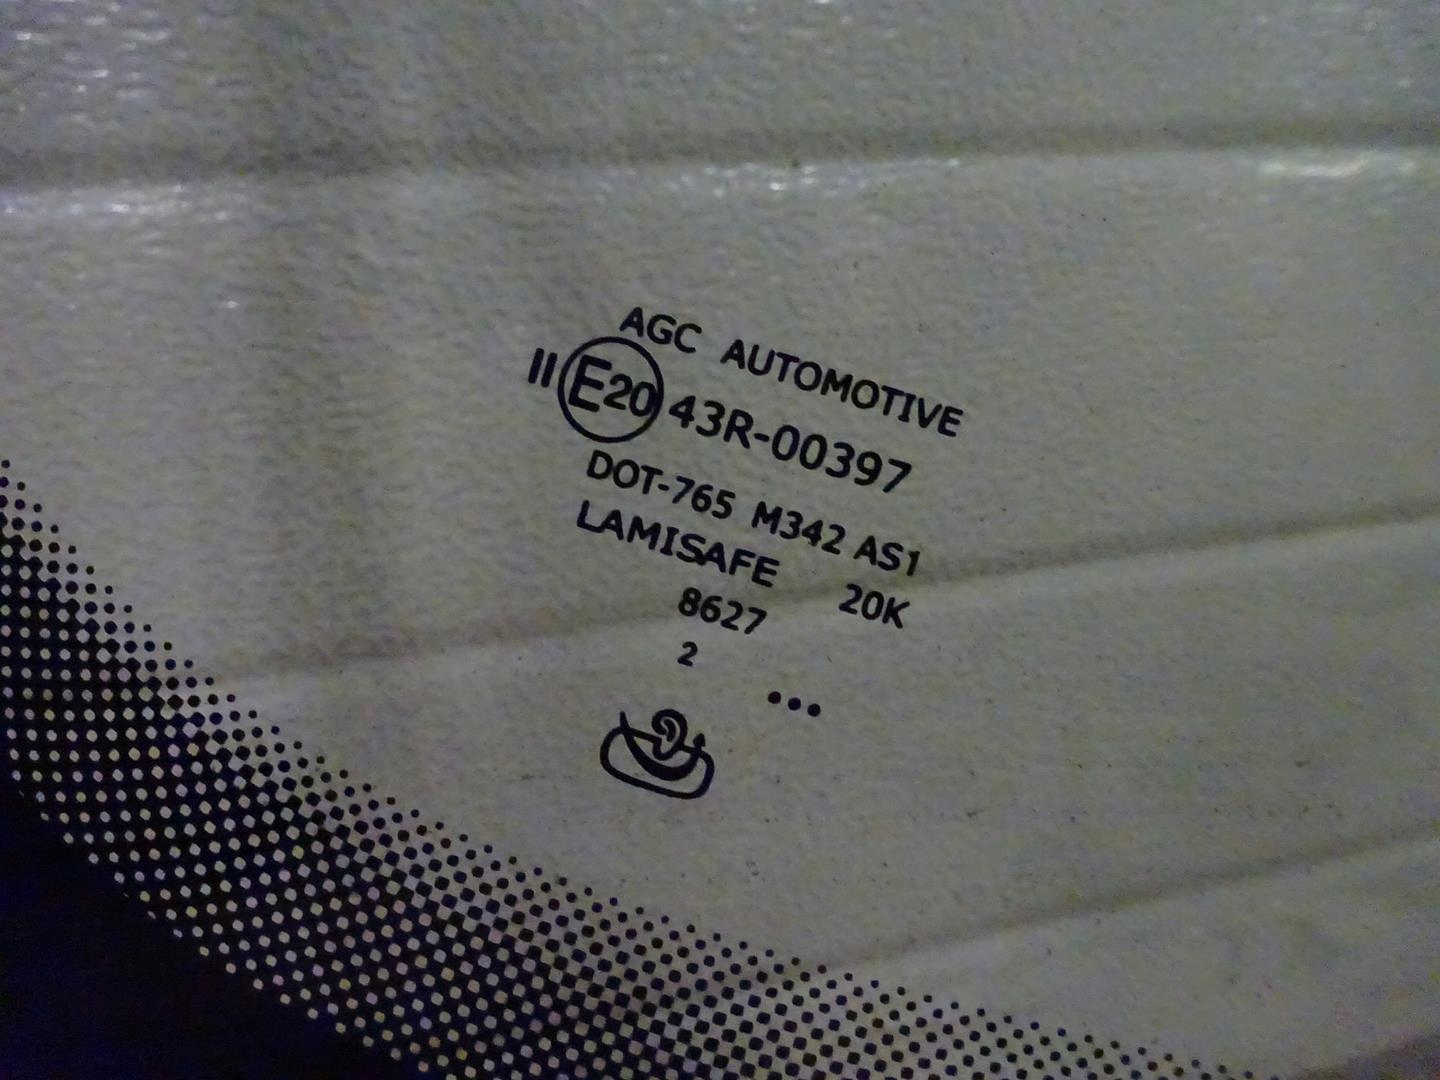 AGC AUTOMOTIVE
II E20 43R-00397
DOT-765 M342 AS1
LAMISAFE 20K
8627
2 ...